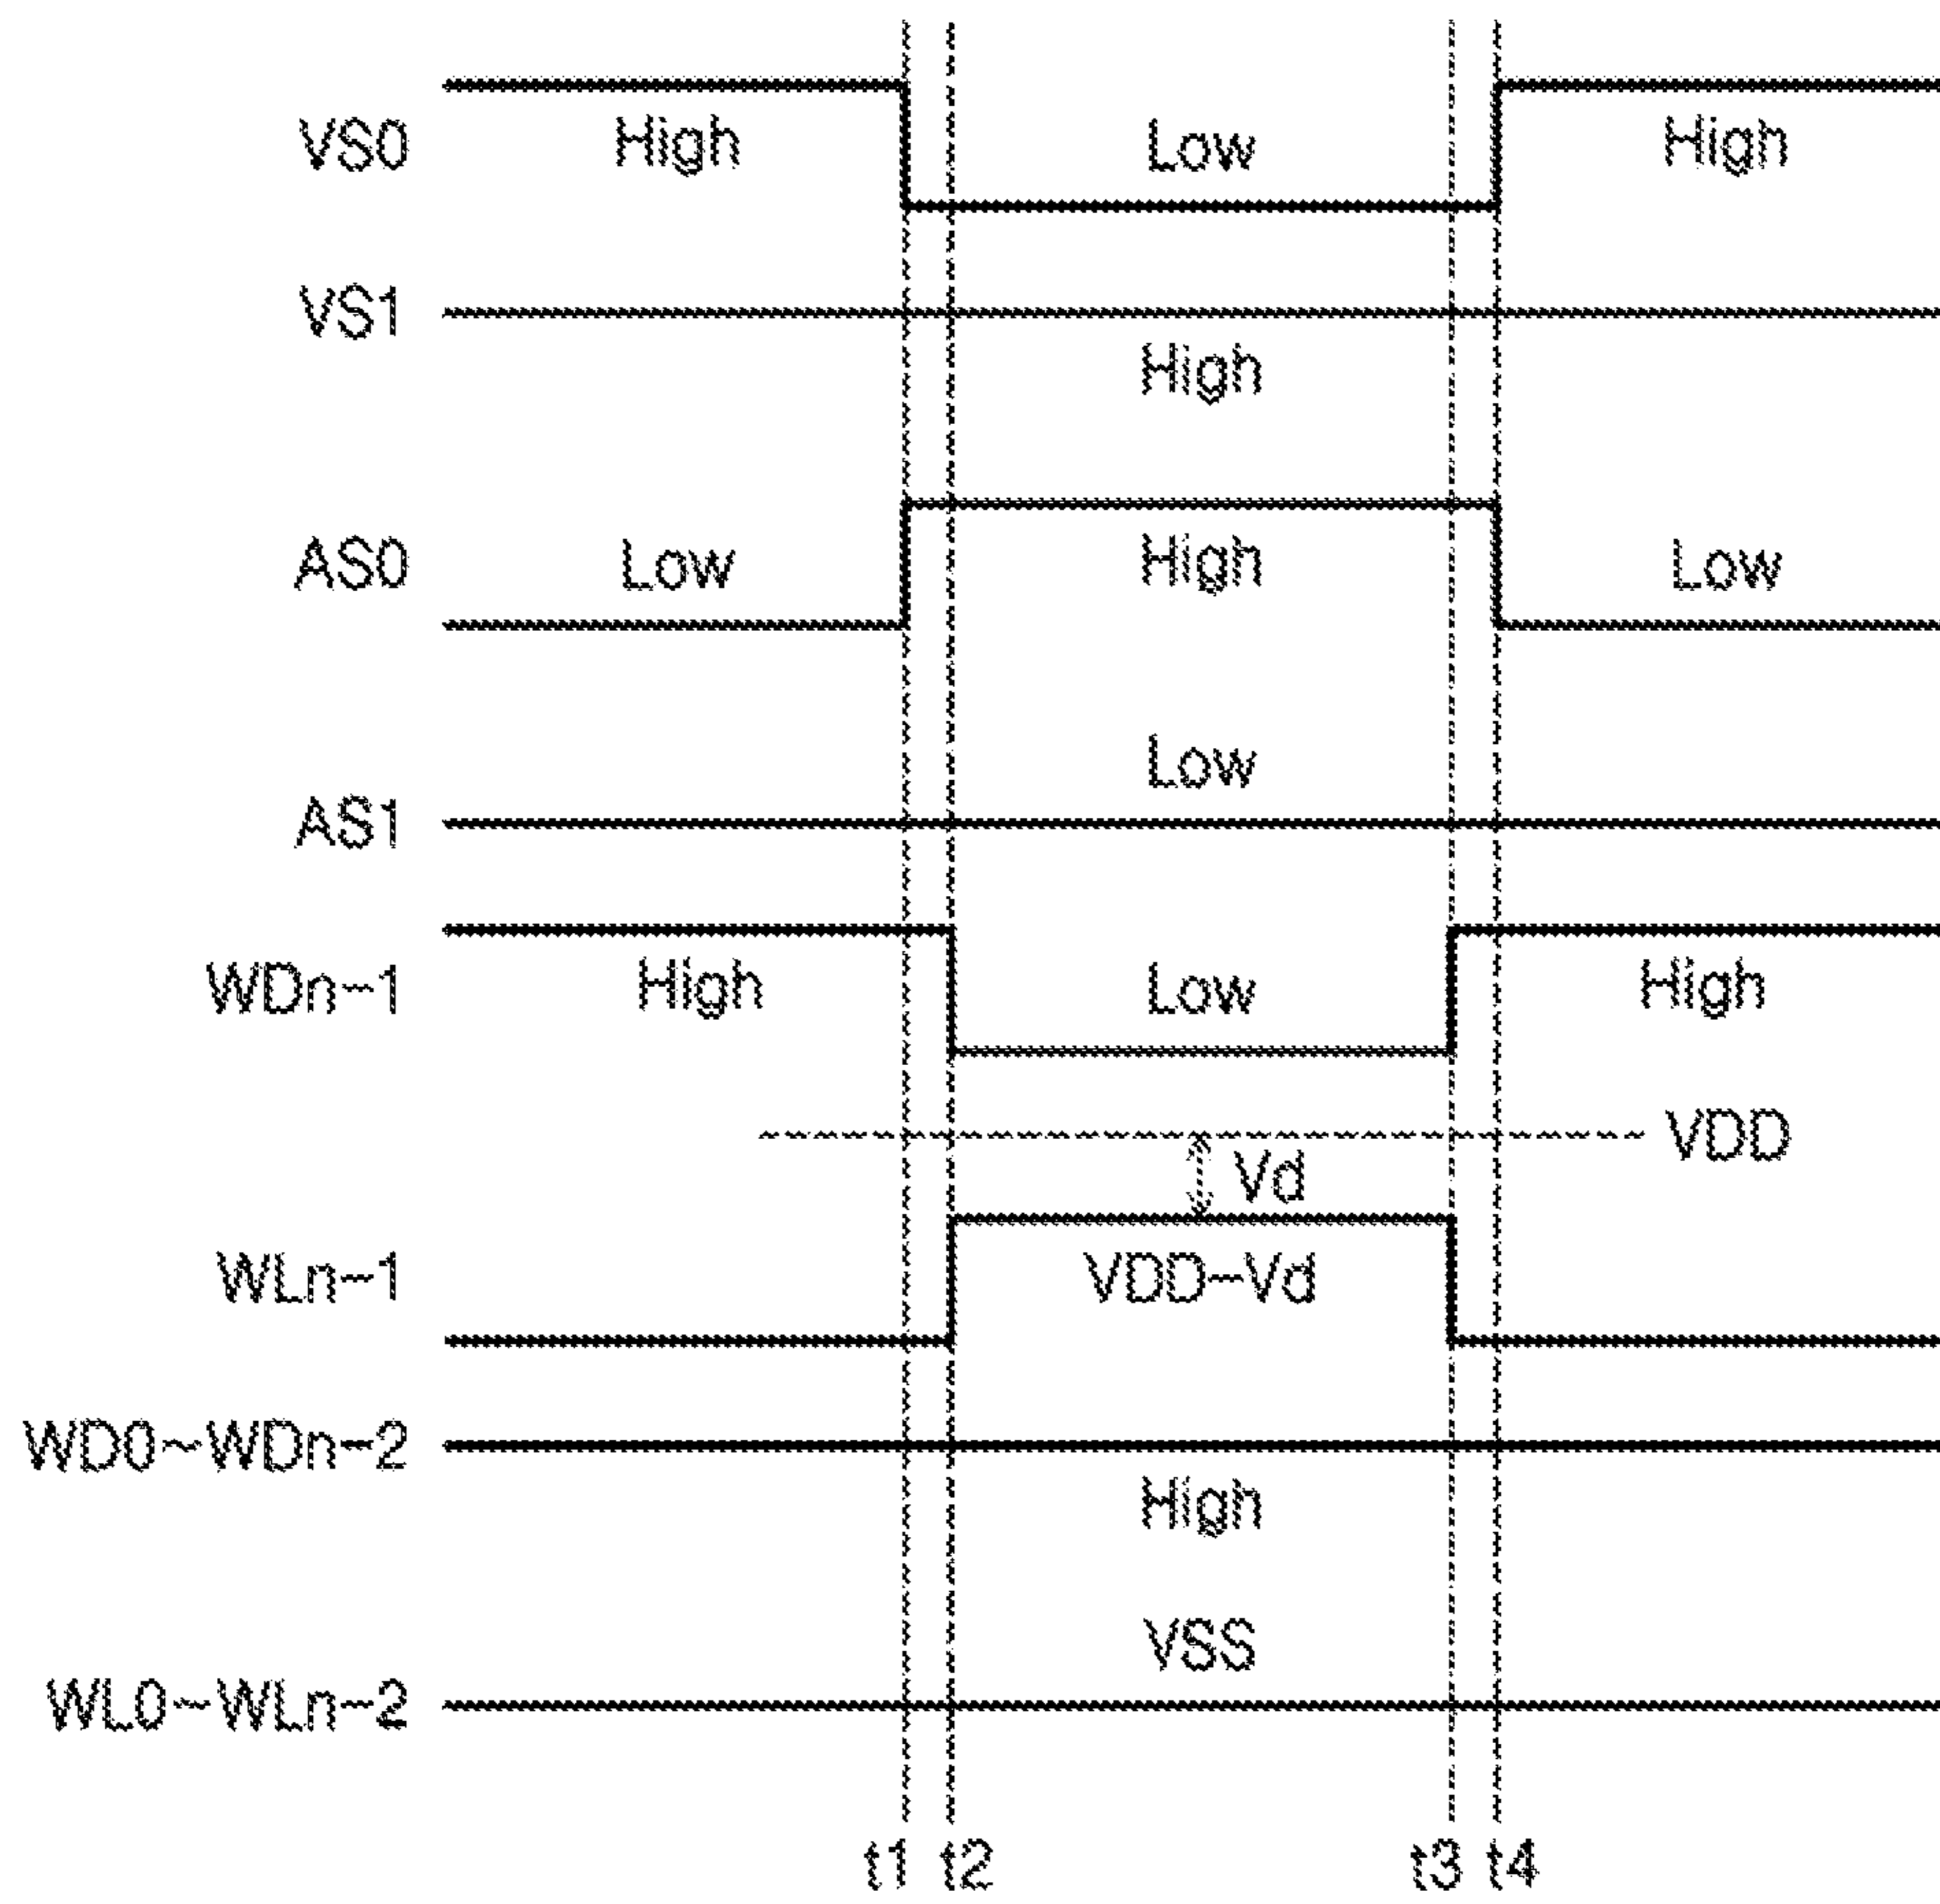 VS0 High Low High
VS1
High
AS0 Low High Low
Low
AS1
WDn-1 High Low High
VDD
Vd
WLn-1 VDD-Vd
WD0~WDn-2
High
VSS
WL0~WLn-2
t1 t2 t3 t4